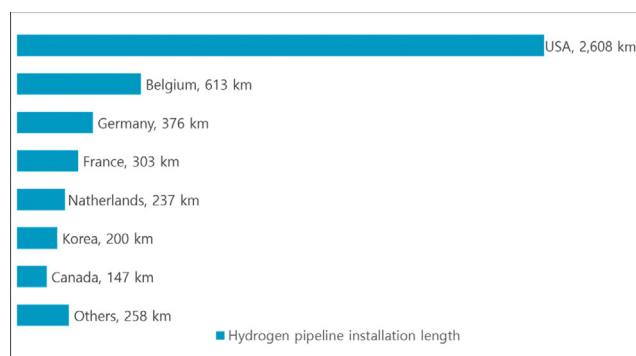 USA, 2,608 km
Belgium, 613 km
Germany, 376 km
France, 303 km
Natherlands, 237 km
Korea, 200 km
Canada, 147 km
Others, 258 km
Hydrogen pipeline installation length